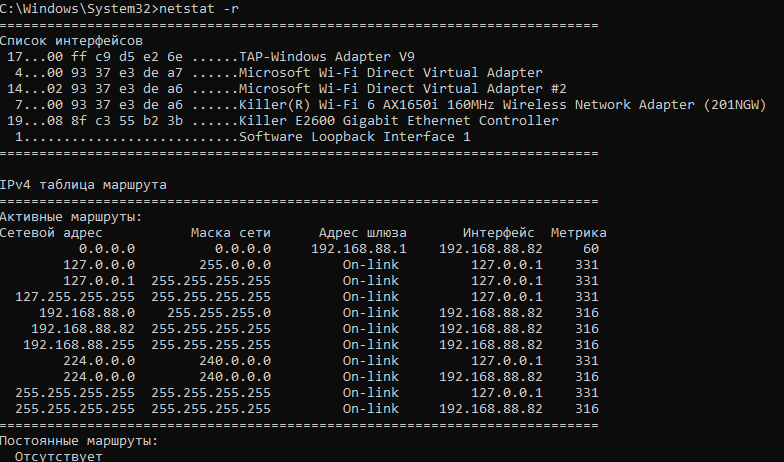 C:\Windows\System32>netstat -r
===========================================================================
Список интерфейсов
 17...00 ff c9 d5 e2 6e ......TAP-Windows Adapter V9
  4...00 93 37 e3 de a7 ......Microsoft Wi-Fi Direct Virtual Adapter
 14...02 93 37 e3 de a6 ......Microsoft Wi-Fi Direct Virtual Adapter #2
  7...00 93 37 e3 de a6 ......Killer(R) Wi-Fi 6 AX1650i 160MHz Wireless Network Adapter (201NGW)
 19...08 8f c3 55 b2 3b ......Killer E2600 Gigabit Ethernet Controller
  1...........................Software Loopback Interface 1
===========================================================================
IPv4 таблица маршрута
===========================================================================
Активные маршруты:
Сетевой адрес           Маска сети      Адрес шлюза       Интерфейс  Метрика
          0.0.0.0          0.0.0.0     192.168.88.1    192.168.88.82     60
        127.0.0.0        255.0.0.0         On-link         127.0.0.1    331
        127.0.0.1  255.255.255.255         On-link         127.0.0.1    331
  127.255.255.255  255.255.255.255         On-link         127.0.0.1    331
     192.168.88.0    255.255.255.0         On-link     192.168.88.82    316
    192.168.88.82  255.255.255.255         On-link     192.168.88.82    316
   192.168.88.255  255.255.255.255         On-link     192.168.88.82    316
        224.0.0.0        240.0.0.0         On-link         127.0.0.1    331
        224.0.0.0        240.0.0.0         On-link     192.168.88.82    316
  255.255.255.255  255.255.255.255         On-link         127.0.0.1    331
  255.255.255.255  255.255.255.255         On-link     192.168.88.82    316
===========================================================================
Постоянные маршруты:
  Отсутствует